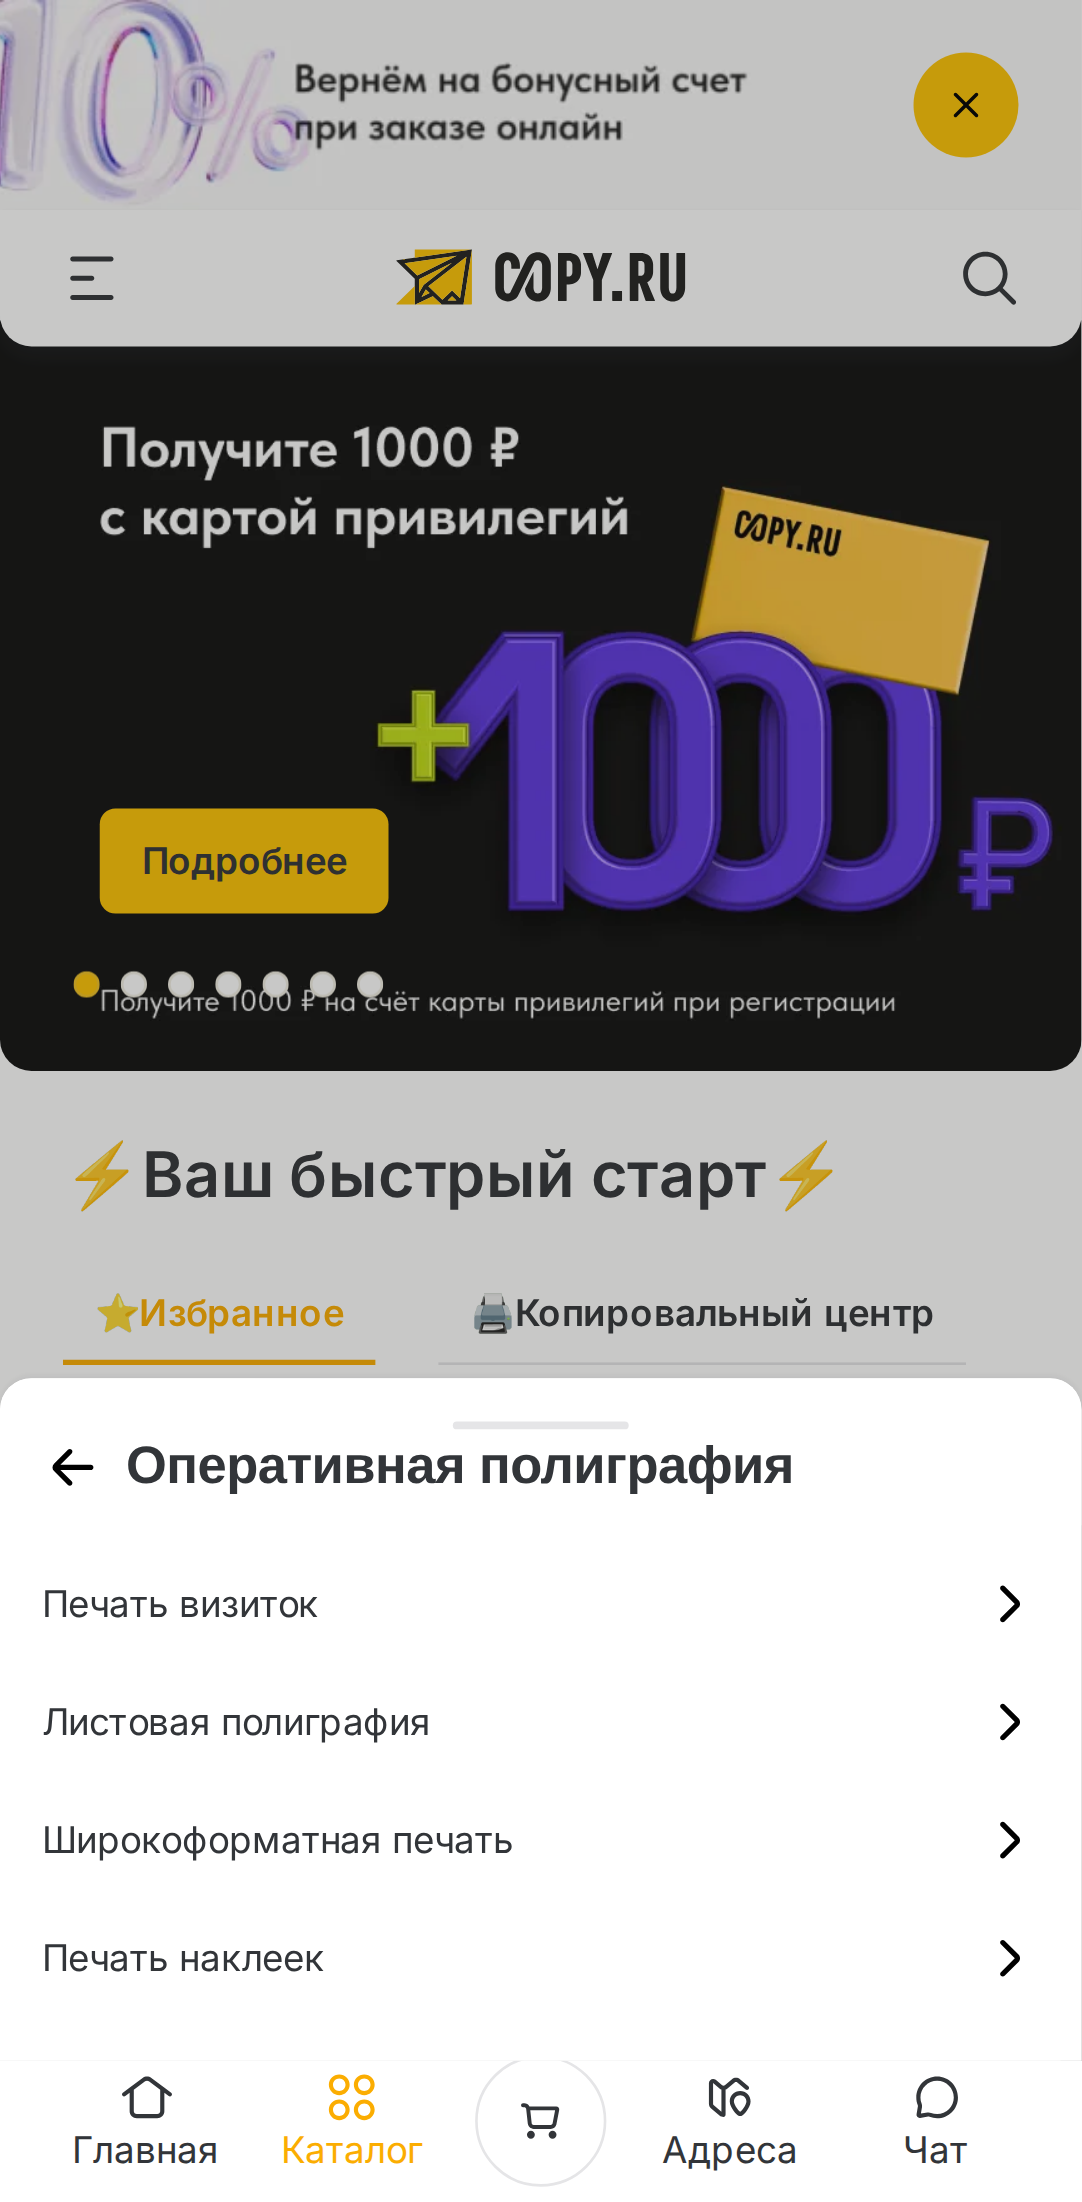 10%
Вернём на бонусный счет
при заказе онлайн
COPY.RU
Получите 1000 ₽
с картой привилегий
COPY.RU
+1000 ₽
Подробнее
Получите 1000 ₽ на счёт карты привилегий при регистрации
⚡Ваш быстрый старт⚡
⭐Избранное
🖨️Копировальный центр
Оперативная полиграфия
Печать визиток
Листовая полиграфия
Широкоформатная печать
Печать наклеек
Главная
Каталог
Адреса
Чат